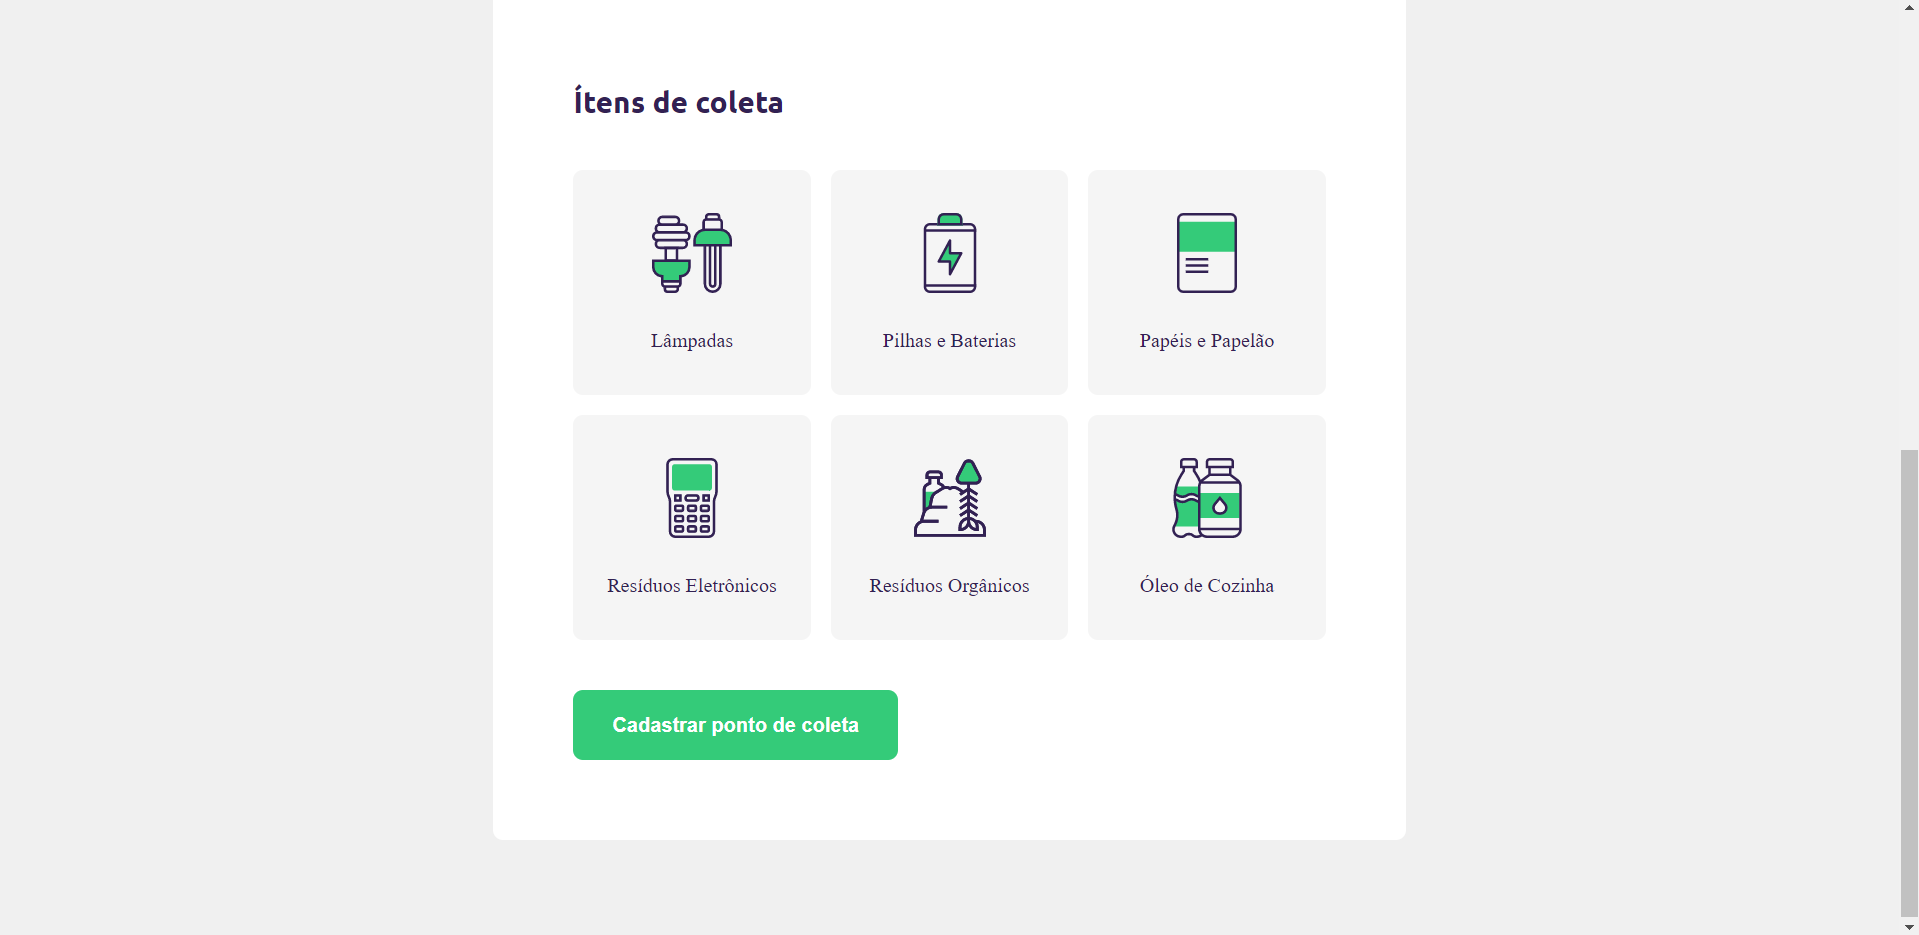 Ítens de coleta
Lâmpadas
Pilhas e Baterias
Papéis e Papelão
Resíduos Eletrônicos
Resíduos Orgânicos
Óleo de Cozinha
Cadastrar ponto de coleta